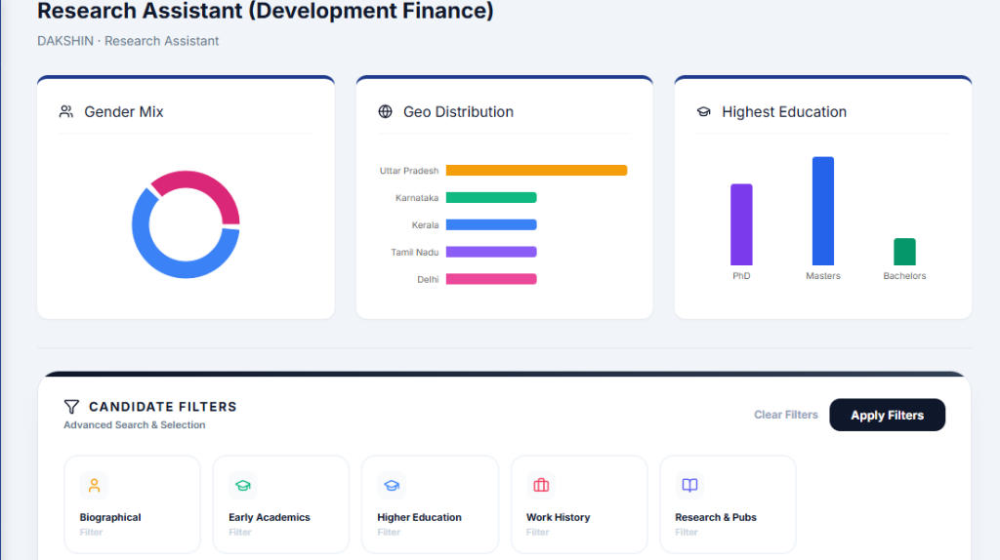 Research Assistant (Development Finance)
DAKSHIN · Research Assistant
Gender Mix
Geo Distribution
Uttar Pradesh
Karnataka
Kerala
Tamil Nadu
Delhi
Highest Education
PhD
Masters
Bachelors
CANDIDATE FILTERS
Advanced Search & Selection
Clear Filters
Apply Filters
Biographical
Filter
Early Academics
Filter
Higher Education
Filter
Work History
Filter
Research & Pubs
Filter